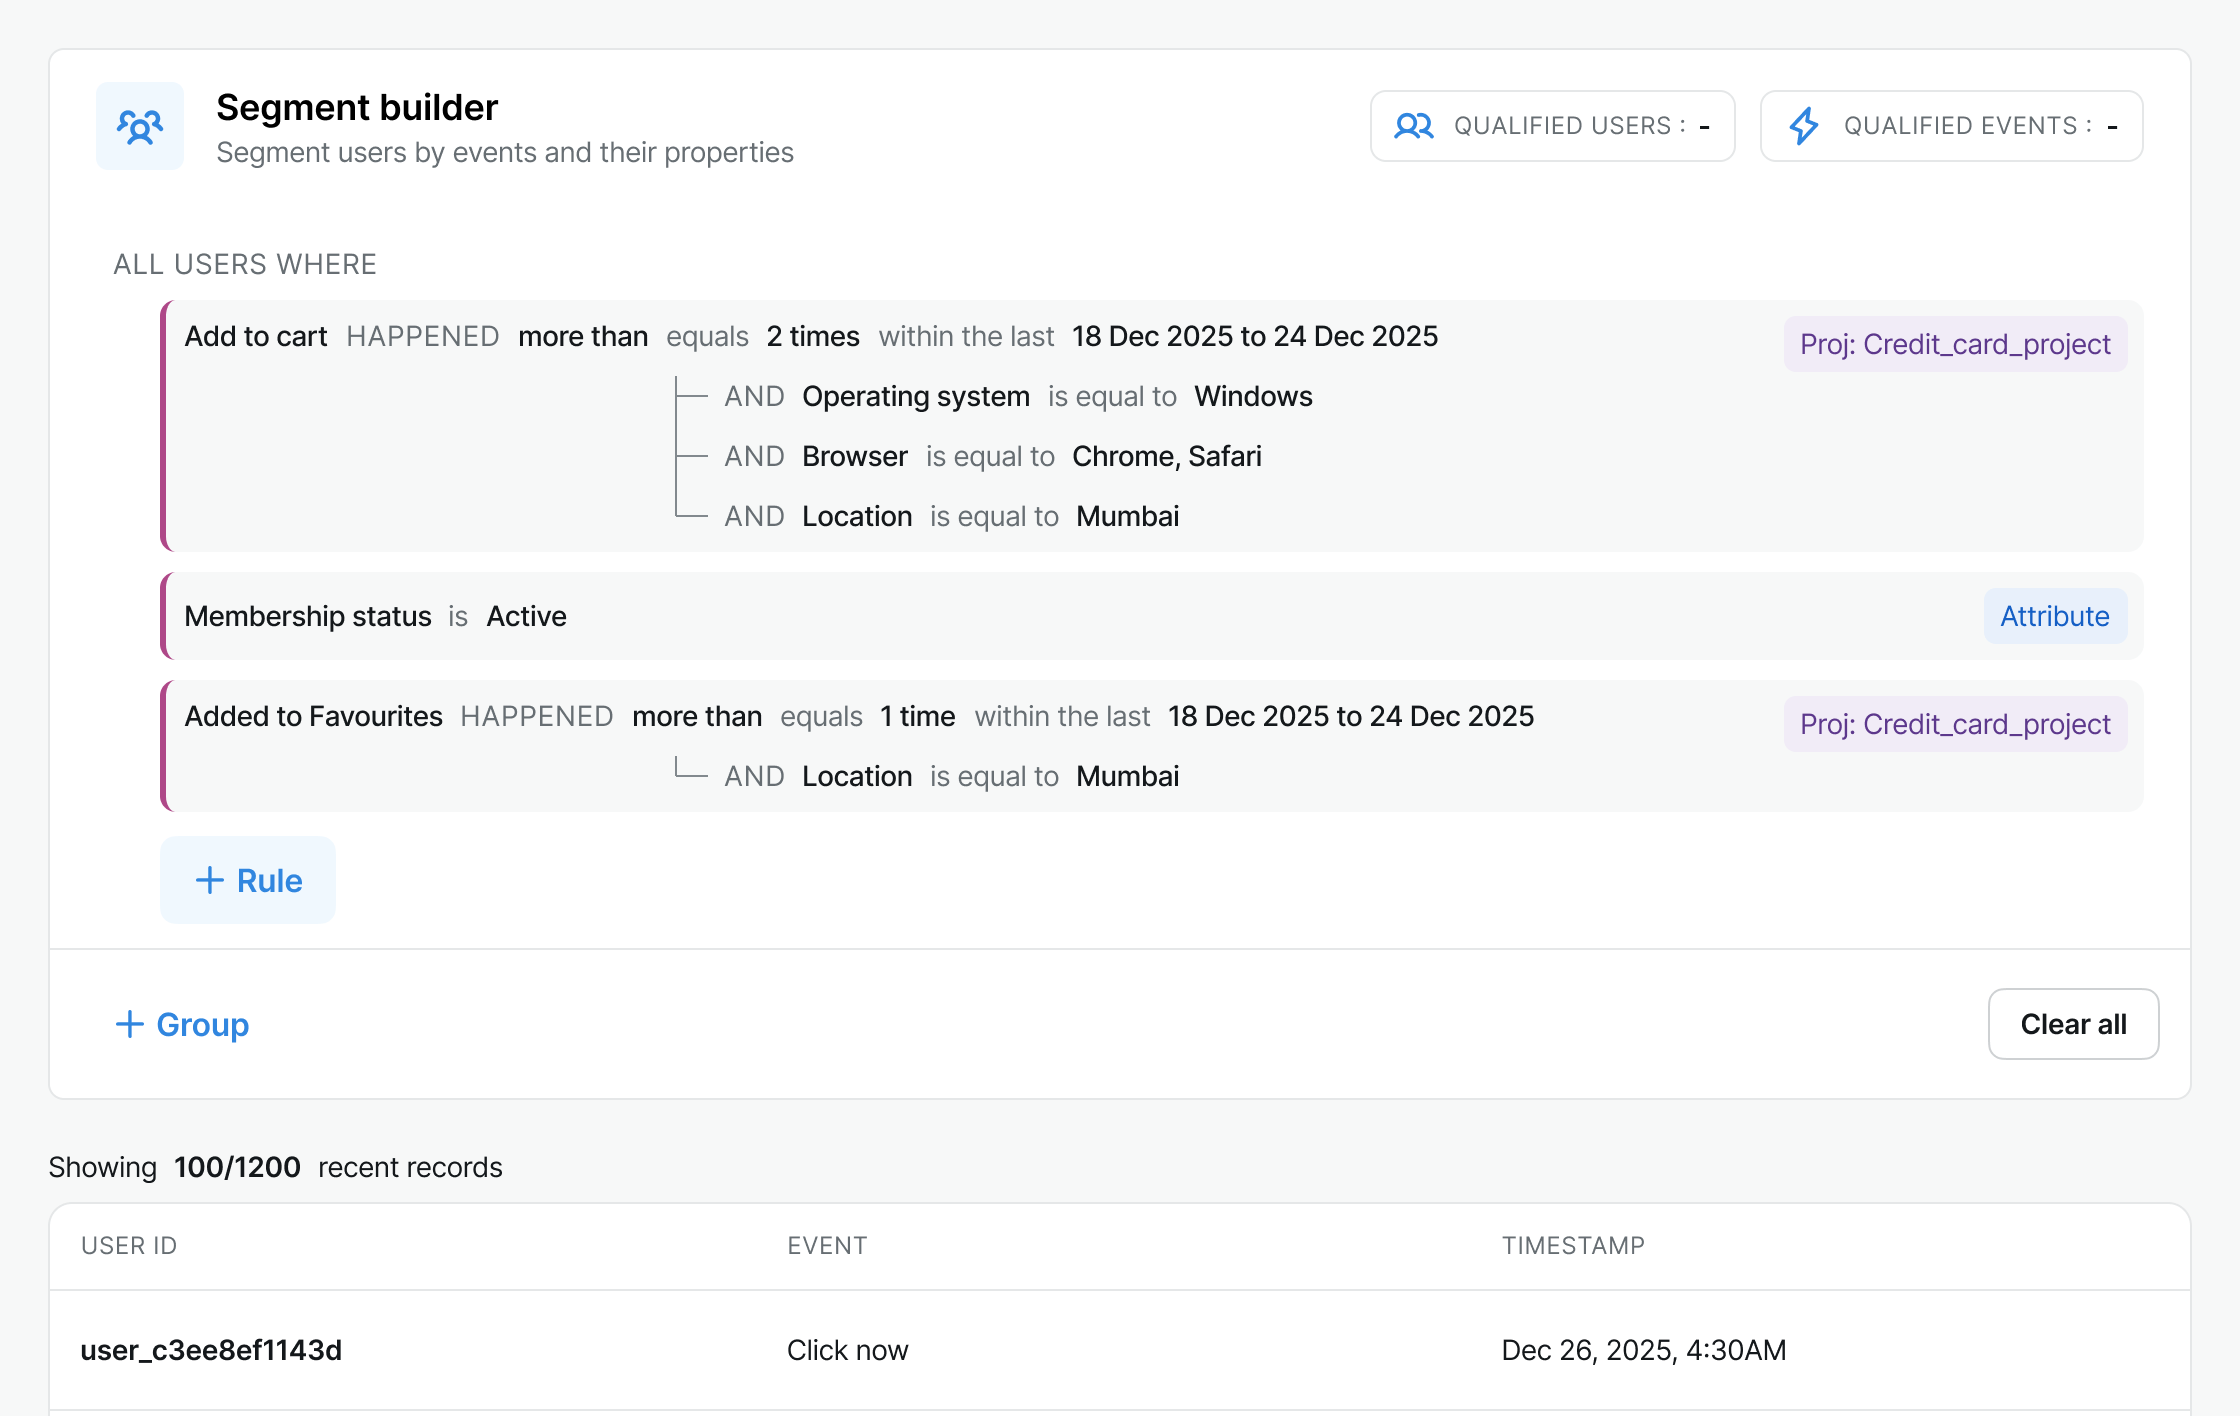 Segment builder
Segment users by events and their properties
QUALIFIED USERS : -
QUALIFIED EVENTS : -
ALL USERS WHERE
Add to cart HAPPENED more than equals 2 times within the last 18 Dec 2025 to 24 Dec 2025 Proj: Credit_card_project
AND Operating system is equal to Windows
AND Browser is equal to Chrome, Safari
AND Location is equal to Mumbai
Membership status is Active Attribute
Added to Favourites HAPPENED more than equals 1 time within the last 18 Dec 2025 to 24 Dec 2025 Proj: Credit_card_project
AND Location is equal to Mumbai
+ Rule
+ Group
Clear all
Showing 100/1200 recent records
USER ID EVENT TIMESTAMP
user_c3ee8ef1143d Click now Dec 26, 2025, 4:30AM